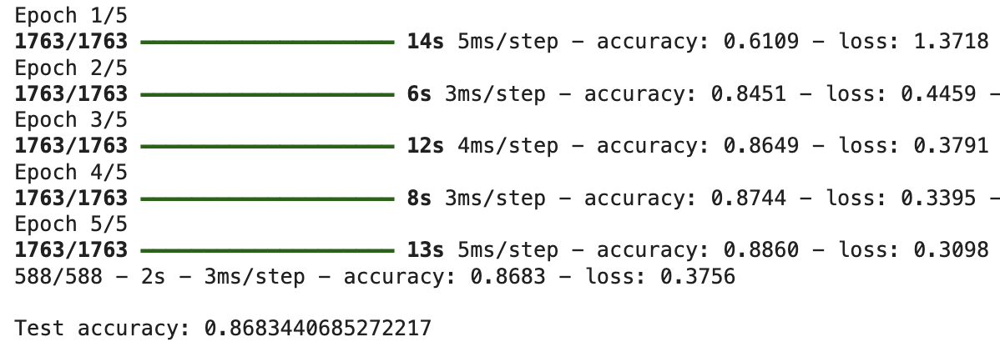 Epoch 1/5
1763/1763 ━━━━━━━━━━━━━━━━━━━━ 14s 5ms/step – accuracy: 0.6109 – loss: 1.3718
Epoch 2/5
1763/1763 ━━━━━━━━━━━━━━━━━━━━ 6s 3ms/step – accuracy: 0.8451 – loss: 0.4459 –
Epoch 3/5
1763/1763 ━━━━━━━━━━━━━━━━━━━━ 12s 4ms/step – accuracy: 0.8649 – loss: 0.3791
Epoch 4/5
1763/1763 ━━━━━━━━━━━━━━━━━━━━ 8s 3ms/step – accuracy: 0.8744 – loss: 0.3395 –
Epoch 5/5
1763/1763 ━━━━━━━━━━━━━━━━━━━━ 13s 5ms/step – accuracy: 0.8860 – loss: 0.3098
588/588 – 2s – 3ms/step – accuracy: 0.8683 – loss: 0.3756
Test accuracy: 0.8683440685272217